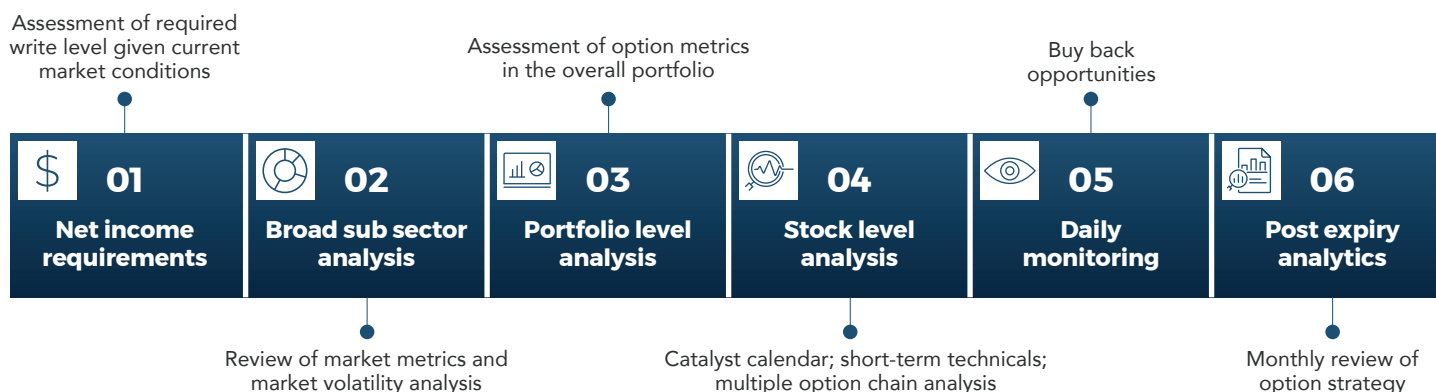 Assessment of required
write level given current
market conditions
Assessment of option metrics
in the overall portfolio
Buy back
opportunities
$
01
Net income
requirements
02
Broad sub sector
analysis
03
Portfolio level
analysis
04
Stock level
analysis
05
Daily
monitoring
06
Post expiry
analytics
Review of market metrics and
market volatility analysis
Catalyst calendar; short-term technicals;
multiple option chain analysis
Monthly review of
option strategy